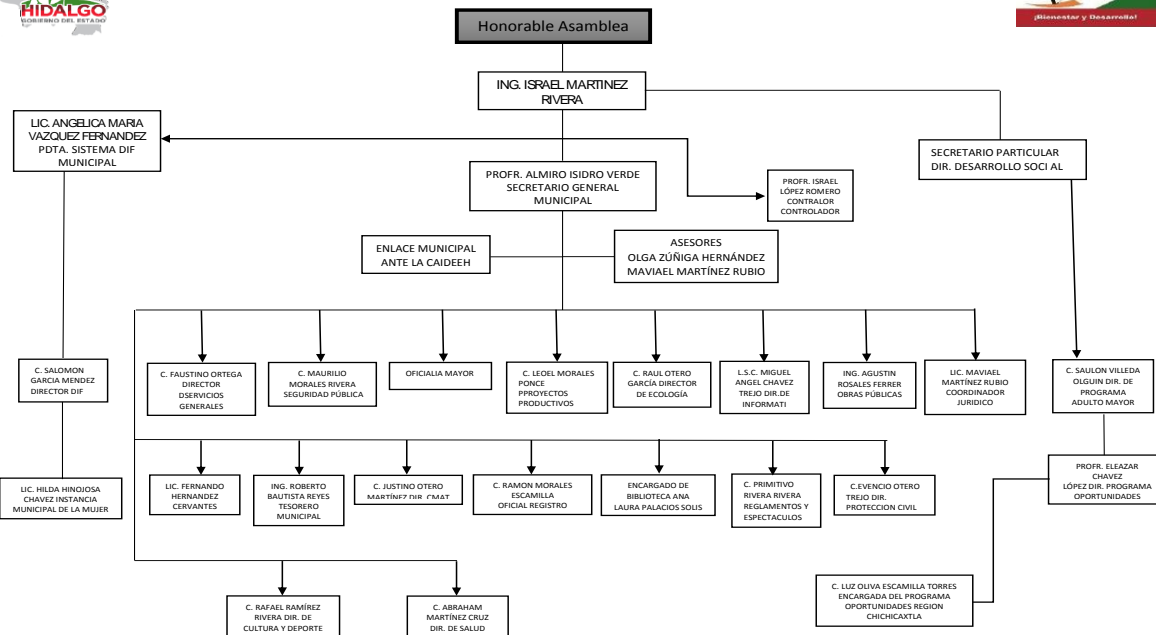 HIDALGO
GOBIERNO DEL ESTADO
¡Bienestar y Desarrollo!
Honorable Asamblea
ING. ISRAEL MARTINEZ
RIVERA
LIC. ANGELICA MARIA
VAZQUEZ FERNANDEZ
PDTA. SISTEMA DIF
MUNICIPAL
SECRETARIO PARTICULAR
DIR. DESARROLLO SOCI AL
PROFR. ALMIRO ISIDRO VERDE
SECRETARIO GENERAL
MUNICIPAL
PROFR. ISRAEL
LÓPEZ ROMERO
CONTRALOR
CONTROLADOR
ENLACE MUNICIPAL
ANTE LA CAIDEEH
ASESORES
OLGA ZÚÑIGA HERNÁNDEZ
MAVIAEL MARTÍNEZ RUBIO
C. SALOMON
GARCIA MENDEZ
DIRECTOR DIF
C. FAUSTINO ORTEGA
DIRECTOR
DSERVICIOS
GENERALES
C. MAURILIO
MORALES RIVERA
SEGURIDAD PÚBLICA
OFICIALIA MAYOR
C. LEOEL MORALES
PONCE
PPROYECTOS
PRODUCTIVOS
C. RAUL OTERO
GARCÍA DIRECTOR
DE ECOLOGÍA
L.S.C. MIGUEL
ANGEL CHAVEZ
TREJO DIR.DE
INFORMATI
ING. AGUSTIN
ROSALES FERRER
OBRAS PÚBLICAS
LIC. MAVIAEL
MARTÍNEZ RUBIO
COORDINADOR
JURIDICO
C. SAULON VILLEDA
OLGUIN DIR. DE
PROGRAMA
ADULTO MAYOR
LIC. HILDA HINOJOSA
CHAVEZ INSTANCIA
MUNICIPAL DE LA MUJER
LIC. FERNANDO
HERNANDEZ
CERVANTES
ING. ROBERTO
BAUTISTA REYES
TESORERO
MUNICIPAL
C. JUSTINO OTERO
MARTÍNEZ DIR. CMAT
C. RAMON MORALES
ESCAMILLA
OFICIAL REGISTRO
ENCARGADO DE
BIBLIOTECA ANA
LAURA PALACIOS SOLIS
C. PRIMITIVO
RIVERA RIVERA
REGLAMENTOS Y
ESPECTACULOS
C.EVENCIO OTERO
TREJO DIR.
PROTECCION CIVIL
PROFR. ELEAZAR
CHAVEZ
LÓPEZ DIR. PROGRAMA
OPORTUNIDADES
C. RAFAEL RAMÍREZ
RIVERA DIR. DE
CULTURA Y DEPORTE
C. ABRAHAM
MARTÍNEZ CRUZ
DIR. DE SALUD
C. LUZ OLIVA ESCAMILLA TORRES
ENCARGADA DEL PROGRAMA
OPORTUNIDADES REGION
CHICHICAXTLA